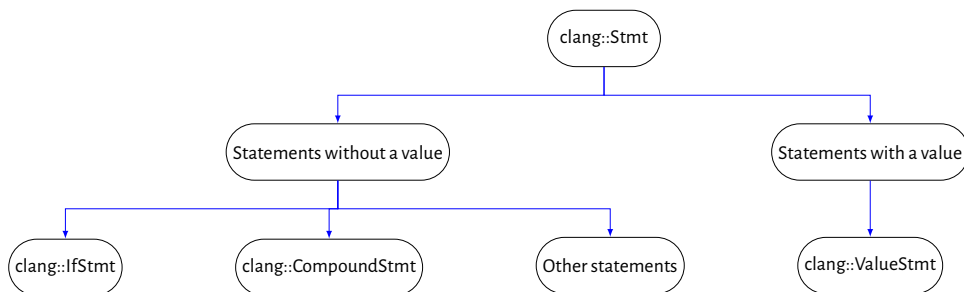 clang::Stmt
Statements without a value
Statements with a value
clang::IfStmt
clang::CompoundStmt
Other statements
clang::ValueStmt